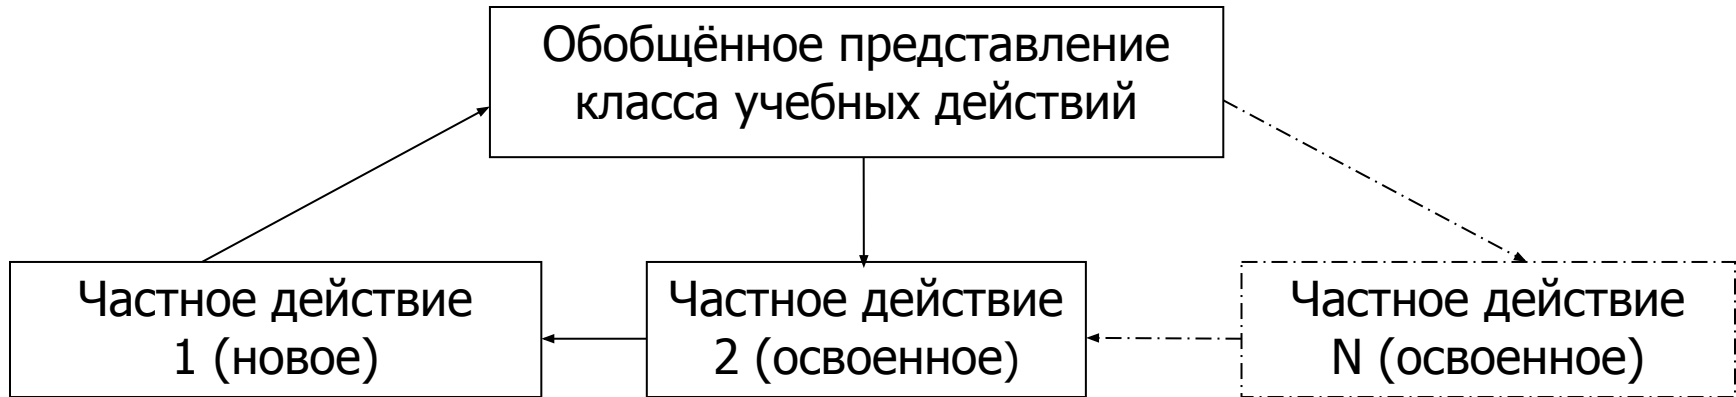 Обобщённое представление
класса учебных действий
Частное действие
1 (новое)
Частное действие
2 (освоенное)
Частное действие
N (освоенное)